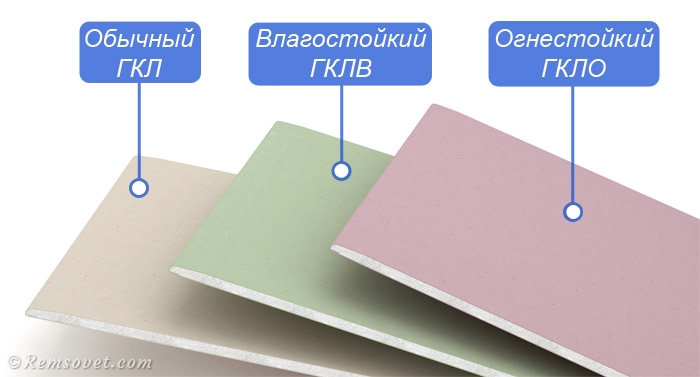 Обычный
ГКЛ
Влагостойкий
ГКЛВ
Огнестойкий
ГКЛО
© Remsovet.com